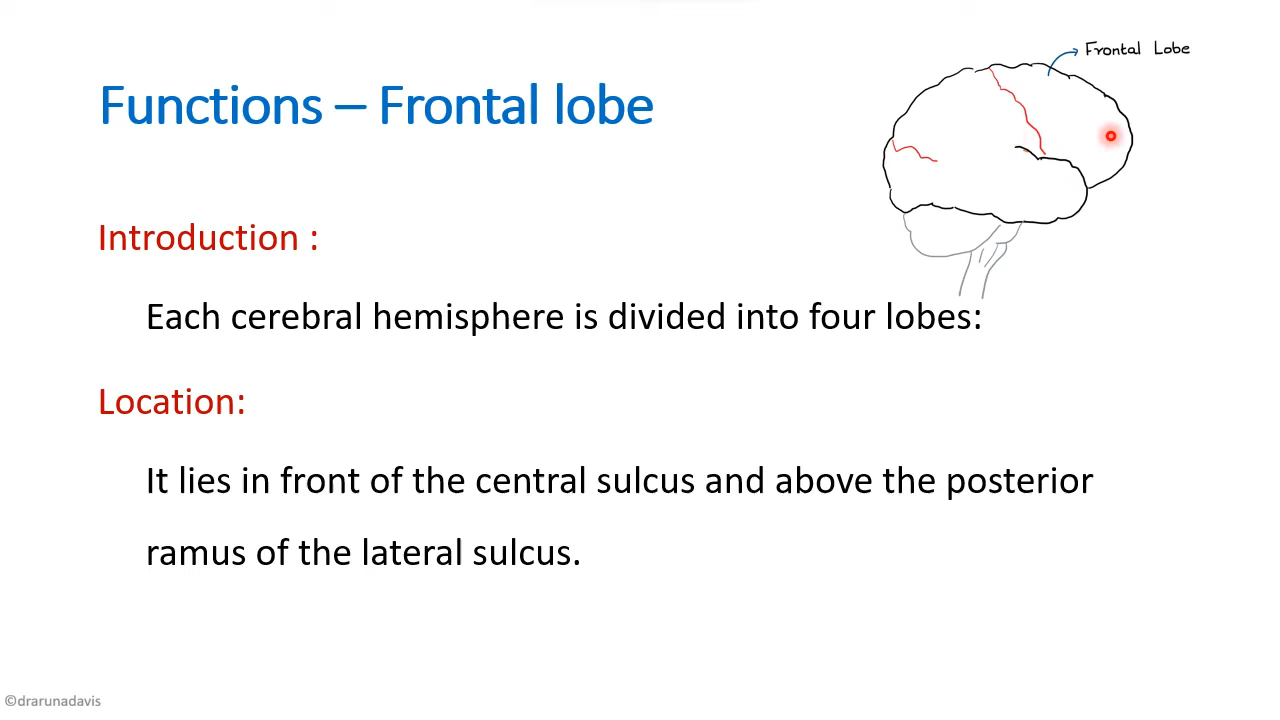 Frontal Lobe
Functions – Frontal lobe
Introduction :
Each cerebral hemisphere is divided into four lobes:
Location:
It lies in front of the central sulcus and above the posterior
ramus of the lateral sulcus.
©drarunadavis